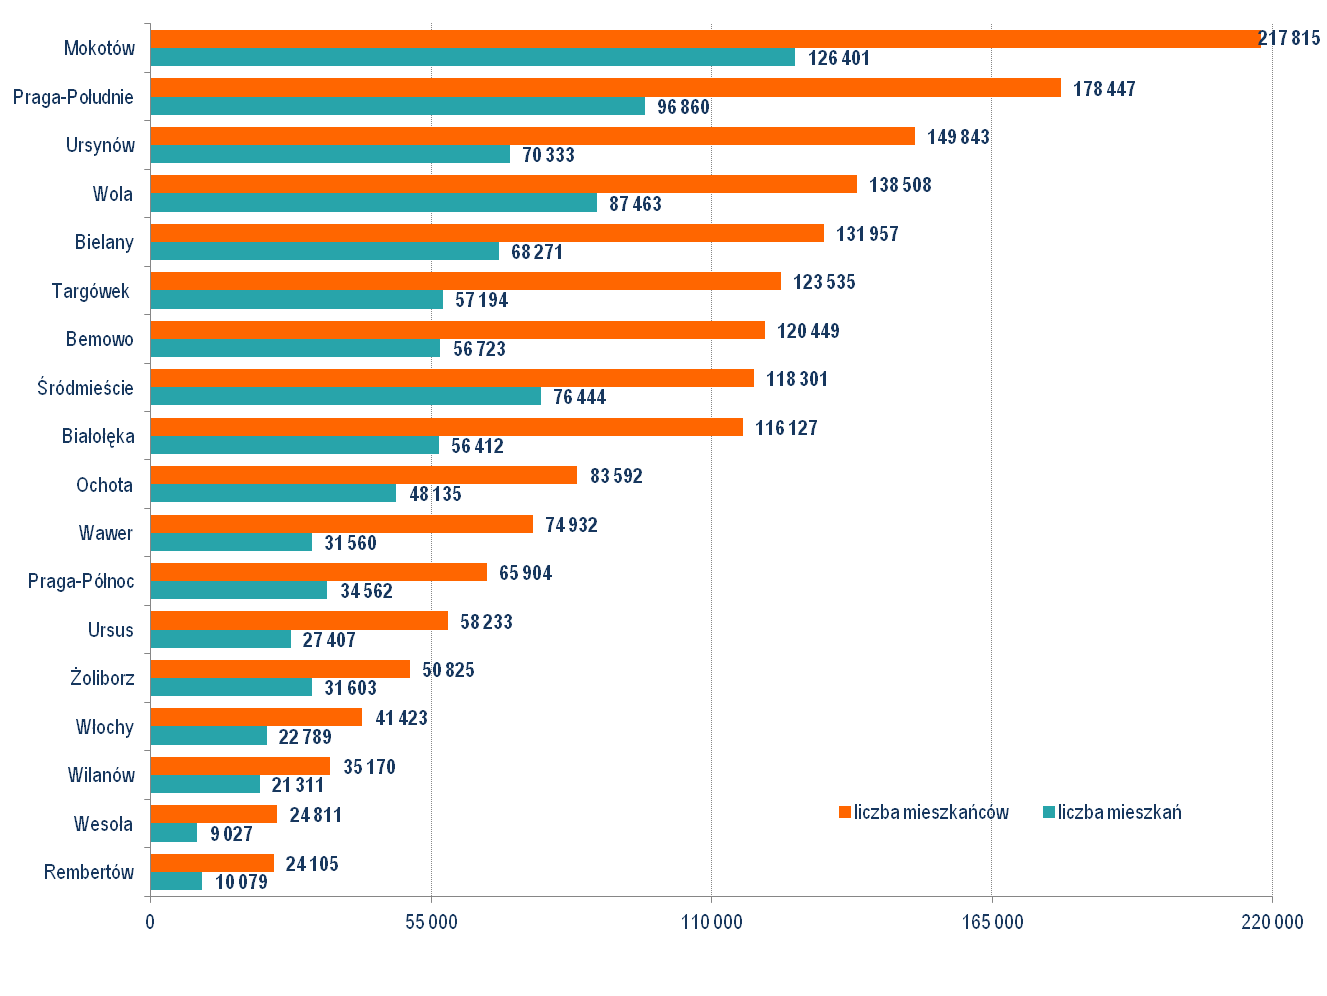 Mokotów 217 815
126 401
Praga-Południe 178 447
96 860
Ursynów 149 843
70 333
Wola 138 508
87 463
Bielany 131 957
68 271
Targówek 123 535
57 194
Bemowo 120 449
56 723
Śródmieście 118 301
76 444
Białołęka 116 127
56 412
Ochota 83 592
48 135
Wawer 74 932
31 560
Praga-Północ 65 904
34 562
Ursus 58 233
27 407
Żoliborz 50 825
31 603
Włochy 41 423
22 789
Wilanów 35 170
21 311
Wesoła 24 811
9 027
liczba mieszkańców liczba mieszkań
Rembertów 24 105
10 079
0 55 000 110 000 165 000 220 000